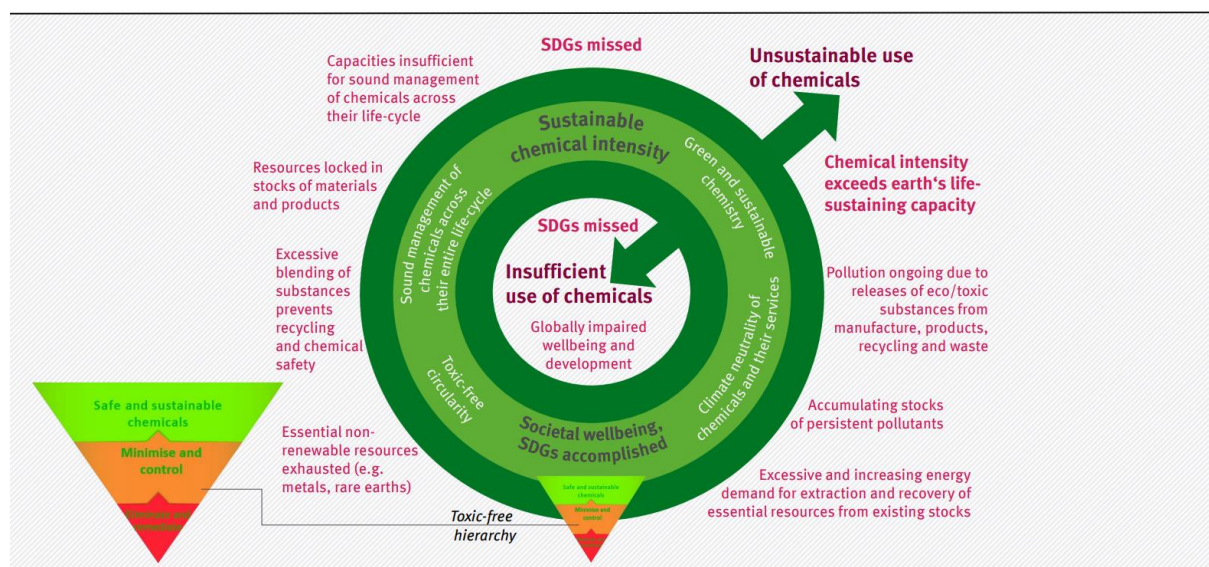 SDGs missed
Unsustainable use
of chemicals
Capacities insufficient
for sound management
of chemicals across
their life-cycle
Sustainable
chemical intensity
Green and sustainable
chemistry
Chemical intensity
exceeds earth‘s life-
sustaining capacity
Resources locked in
stocks of materials
and products
Sound management of
chemicals across
their entire life-cycle
SDGs missed
Insufficient
use of chemicals
Globally impaired
wellbeing and
development
Excessive
blending of
substances
prevents
recycling
and chemical
safety
Pollution ongoing due to
releases of eco/toxic
substances from
manufacture, products,
recycling and waste
Climate neutrality of
chemicals and their services
Toxic-free
circularity
Societal wellbeing,
SDGs accomplished
Accumulating stocks
of persistent pollutants
Essential non-
renewable resources
exhausted (e.g.
metals, rare earths)
Excessive and increasing energy
demand for extraction and recovery of
essential resources from existing stocks
Safe and sustainable
chemicals
Minimise and
control
Toxic-free
hierarchy
Safe and sustainable
chemicals
Minimise and
control